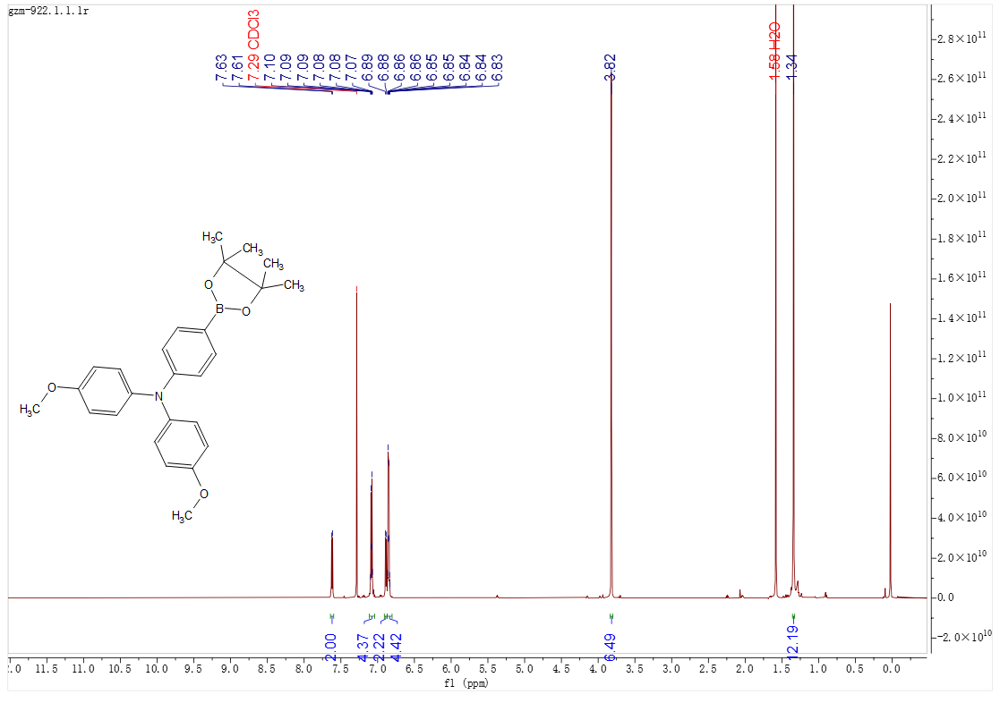 gzm-922.1.1.1r
7.63
7.61
7.29 CDCl3
7.10
7.09
7.09
7.08
7.08
7.07
6.89
6.88
6.86
6.86
6.85
6.85
6.84
6.84
6.83
3.82
1.58 H2O
1.34
2.8×10¹¹
2.6×10¹¹
2.4×10¹¹
2.2×10¹¹
2.0×10¹¹
1.8×10¹¹
1.6×10¹¹
1.4×10¹¹
1.2×10¹¹
1.0×10¹¹
8.0×10¹⁰
6.0×10¹⁰
4.0×10¹⁰
2.0×10¹⁰
0.0
-2.0×10¹⁰
H₃C
CH₃
CH₃
CH₃
O
B
O
O
H₃C
N
O
H₃C
2.00
4.37
2.22
4.42
6.49
12.19
2.0 11.5 11.0 10.5 10.0 9.5 9.0 8.5 8.0 7.5 7.0 6.5 6.0 5.5 5.0 4.5 4.0 3.5 3.0 2.5 2.0 1.5 1.0 0.5 0.0
f1 (ppm)